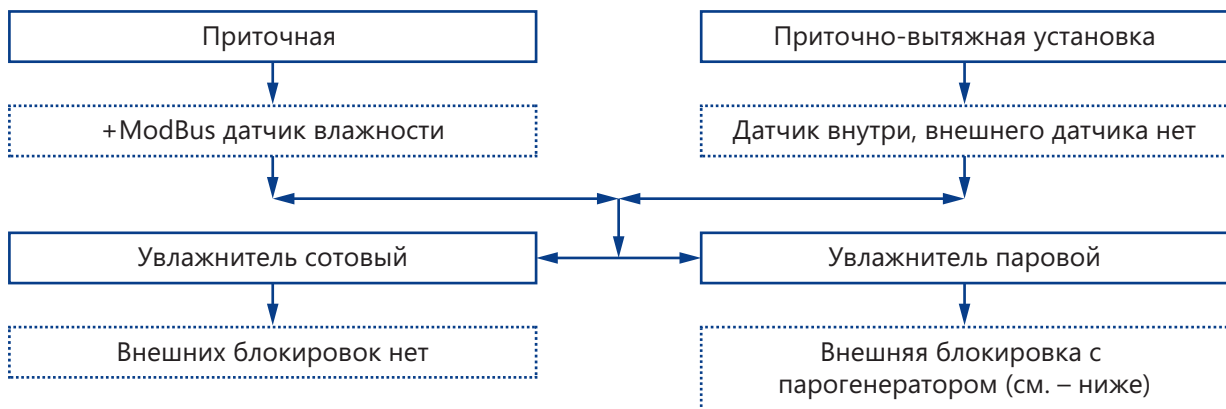 Приточная
Приточно-вытяжная установка
+ModBus датчик влажности
Датчик внутри, внешнего датчика нет
Увлажнитель сотовый
Увлажнитель паровой
Внешних блокировок нет
Внешняя блокировка с
парогенератором (см. – ниже)